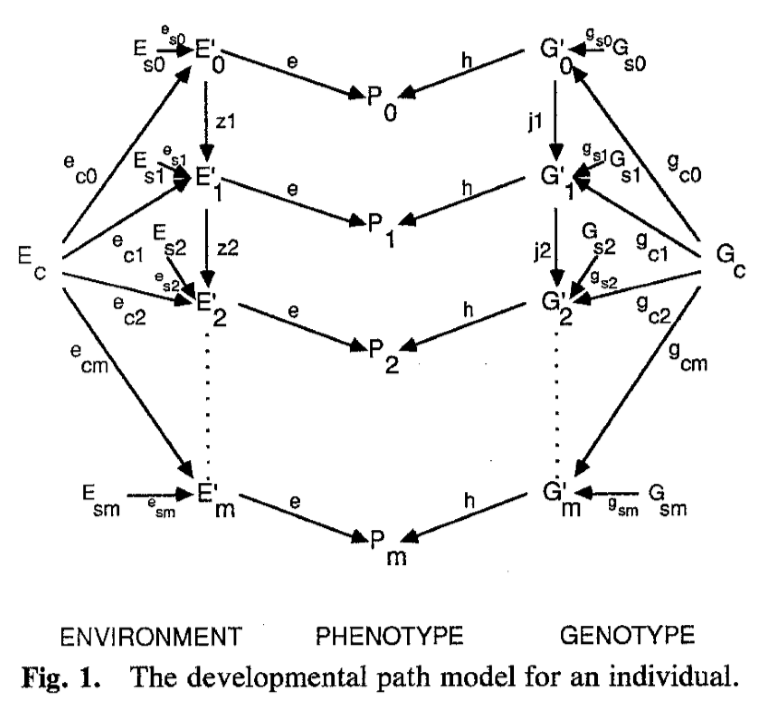 E_s0 e_s0 E'_0 e P_0 h G'_0 g_s0 G_s0
z1 j1
e_c0 E_s1 e_s1 E'_1 e P_1 h G'_1 g_s1 G_s1 g_c0
E_c e_c1 E_s2 z2 j2 G_s2 g_c1 G_c
e_c2 e_s2 E'_2 e P_2 h G'_2 g_s2 g_c2
e_cm g_cm
E_sm e_sm E'_m e P_m h G'_m g_sm G_sm
ENVIRONMENT PHENOTYPE GENOTYPE
Fig. 1. The developmental path model for an individual.